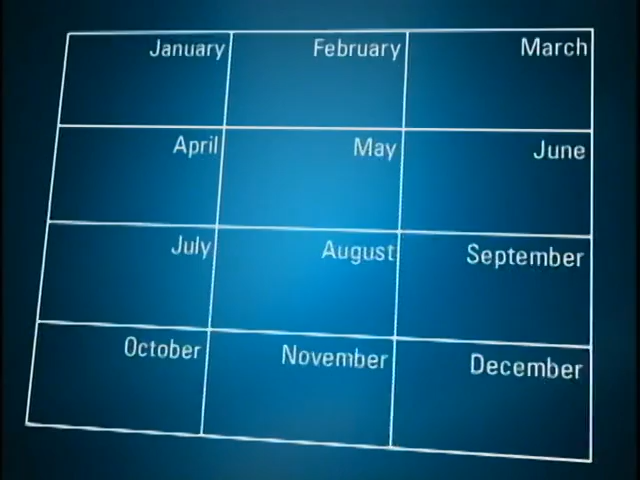 January February March
April May June
July August September
October November December